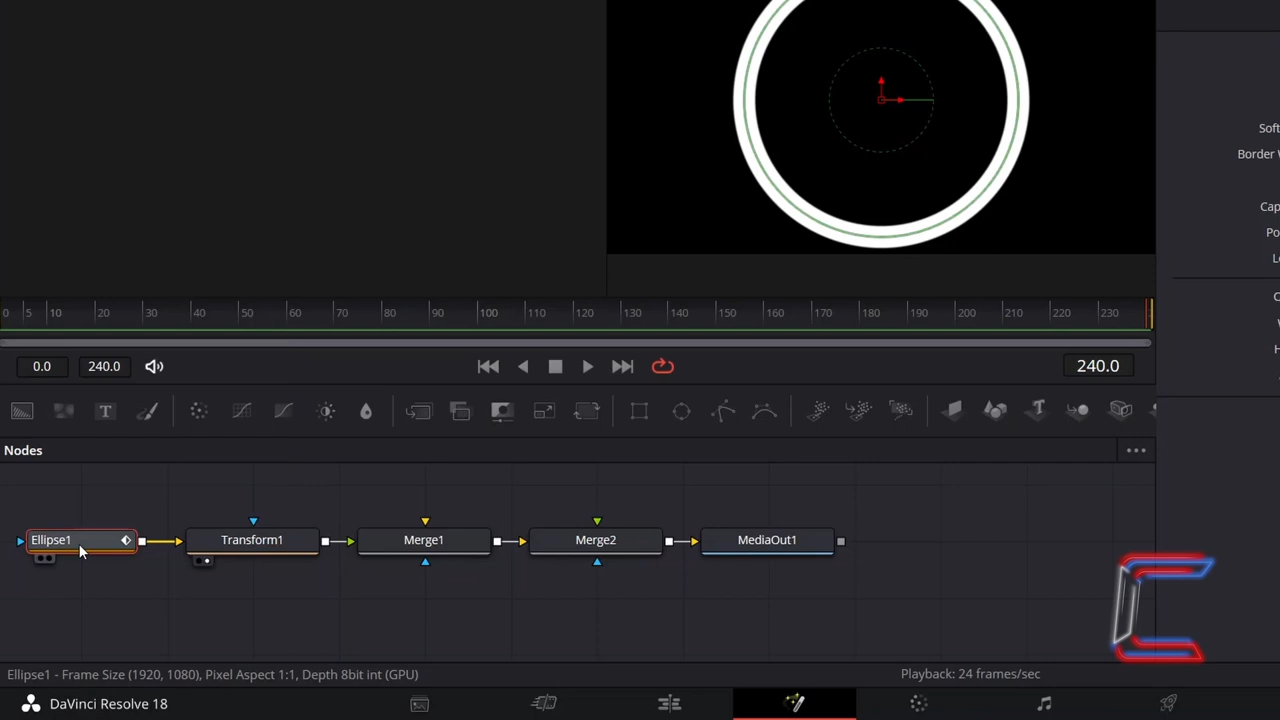 Soft
Border W
Cap
Po
Le
0 5 10 20 30 40 50 60 70 80 90 100 110 120 130 140 150 160 170 180 190 200 210 220 230
0.0 240.0 240.0
T
Nodes
Ellipse1 Transform1 Merge1 Merge2 MediaOut1
Ellipse1 - Frame Size (1920, 1080), Pixel Aspect 1:1, Depth 8bit int (GPU) Playback: 24 frames/sec
DaVinci Resolve 18